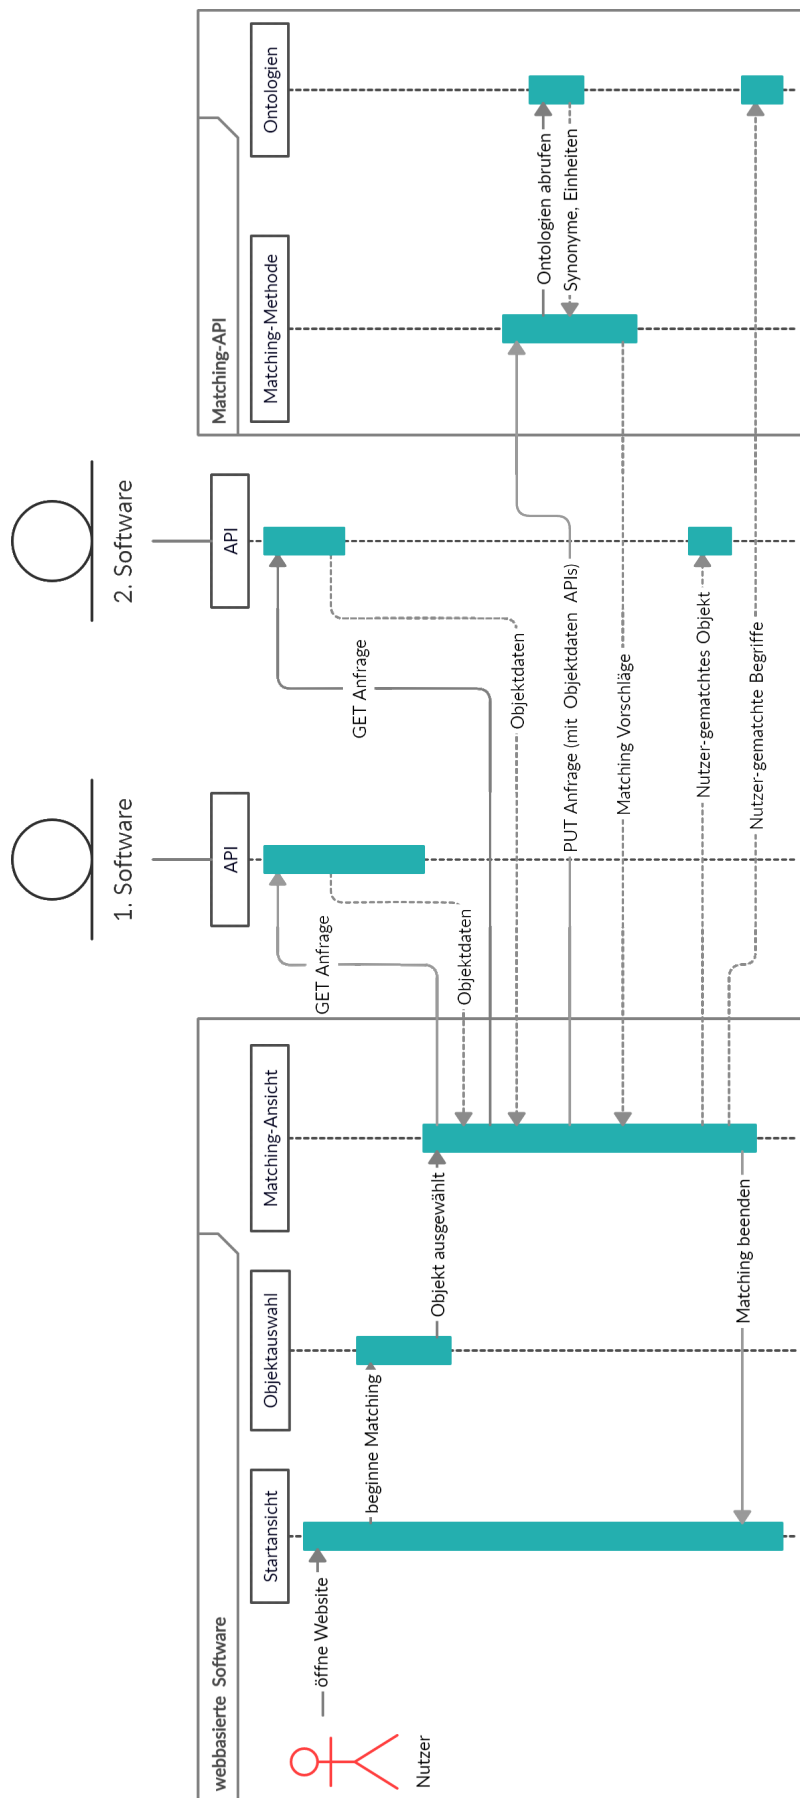 webbasierte Software
Nutzer
öffne Website
Startansicht
beginne Matching
Objektauswahl
Objekt ausgewählt
Matching-Ansicht
Matching beenden
1. Software
API
GET Anfrage
Objektdaten
2. Software
API
GET Anfrage
Objektdaten
PUT Anfrage (mit Objektdaten APIs)
Matching Vorschläge
Nutzer-gematchtes Objekt
Nutzer-gematchte Begriffe
Matching-API
Matching-Methode
Ontologien abrufen
Synonyme, Einheiten
Ontologien